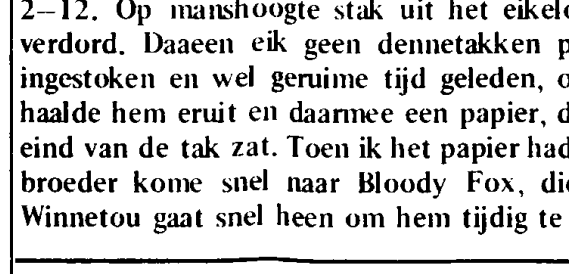 2–12. Op manshoogte stak uit het eikelo
verdord. Daaeen eik geen dennetakken p
ingestoken en wel geruime tijd geleden, o
haalde hem eruit en daarmee een papier, d
eind van de tak zat. Toen ik het papier had
broeder kome snel naar Bloody Fox, die
Winnetou gaat snel heen om hem tijdig te